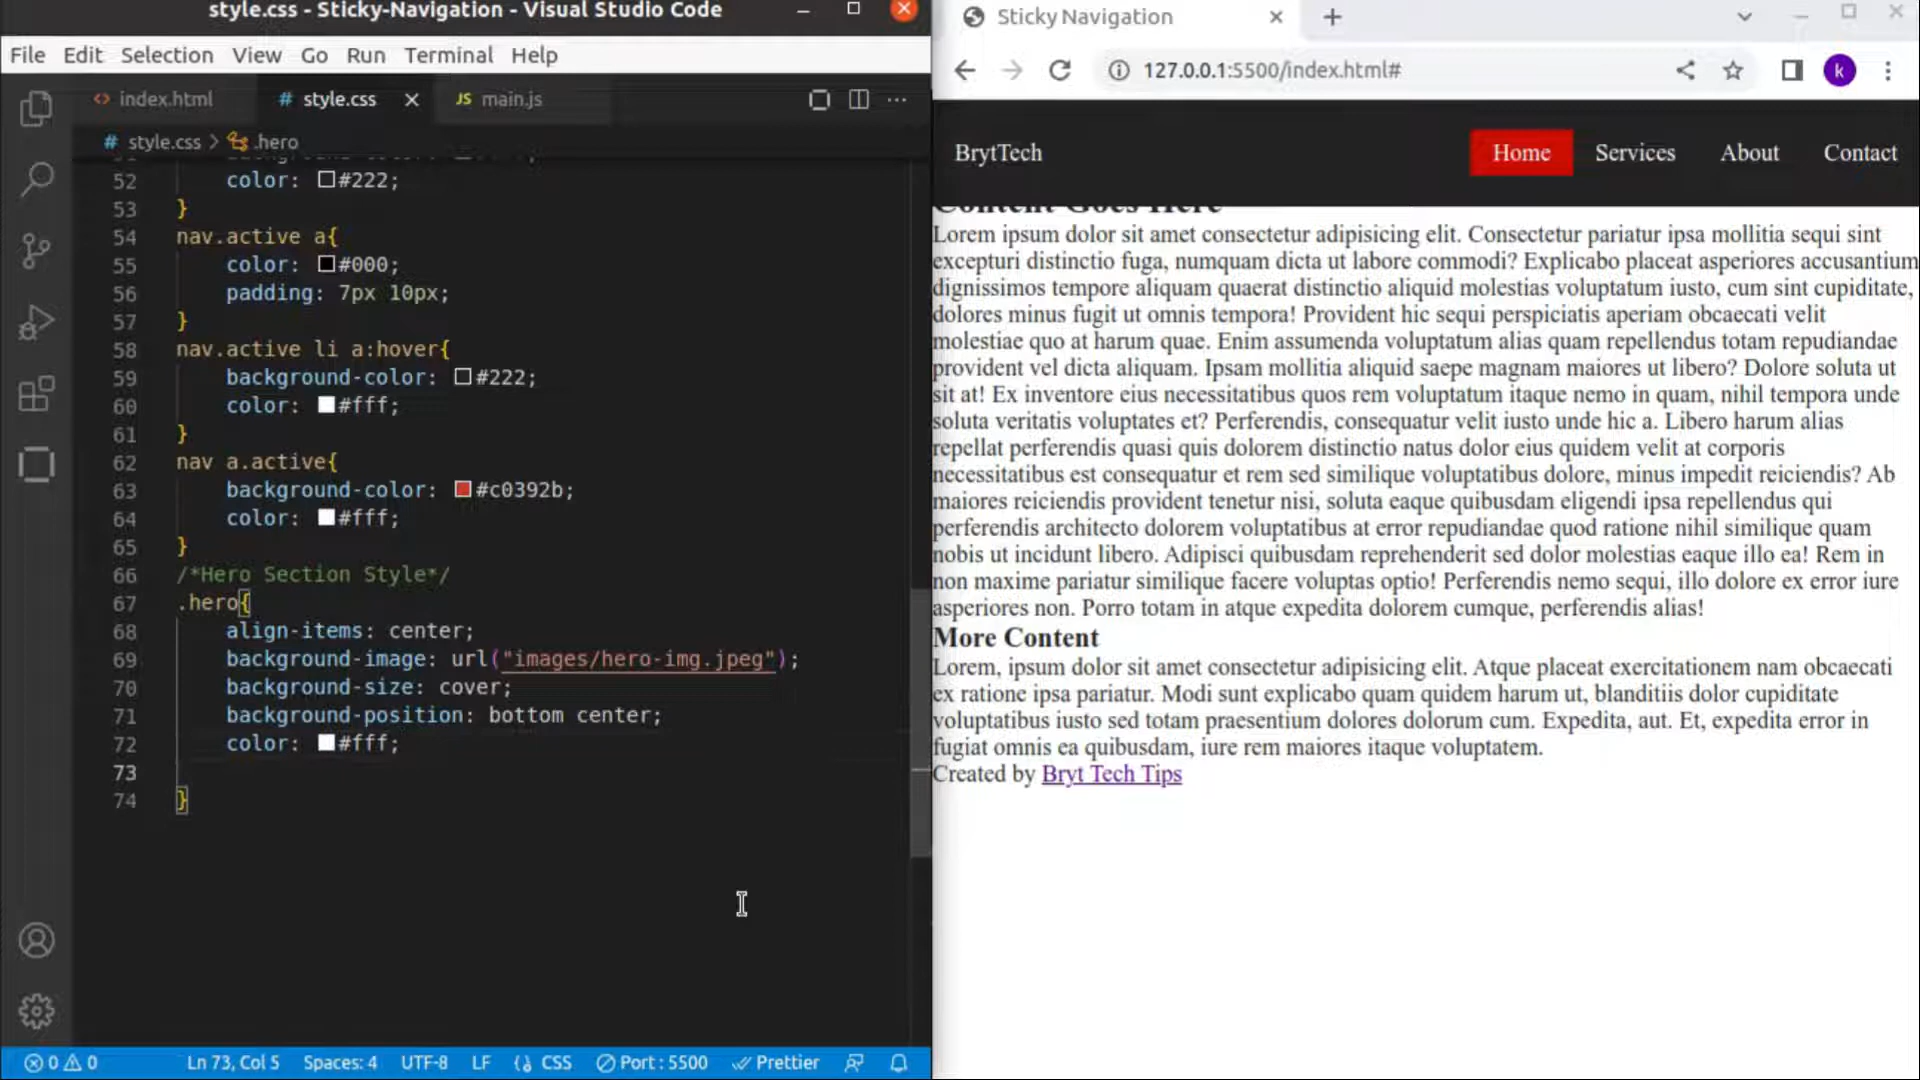 style.css - Sticky-Navigation - Visual Studio Code
File Edit Selection View Go Run Terminal Help
index.html
# style.css
JS main.js
# style.css > .hero
52 color: #222;
53 }
54 nav.active a{
55 color: #000;
56 padding: 7px 10px;
57 }
58 nav.active li a:hover{
59 background-color: #222;
60 color: #fff;
61 }
62 nav a.active{
63 background-color: #c0392b;
64 color: #fff;
65 }
66 /*Hero Section Style*/
67 .hero{
68 align-items: center;
69 background-image: url("images/hero-img.jpeg");
70 background-size: cover;
71 background-position: bottom center;
72 color: #fff;
73
74 }
0 0 Ln 73, Col 5 Spaces: 4 UTF-8 LF CSS Port : 5500 Prettier
Sticky Navigation
127.0.0.1:5500/index.html#
k
BrytTech
Home Services About Contact
Content Goes Here
Lorem ipsum dolor sit amet consectetur adipisicing elit. Consectetur pariatur ipsa mollitia sequi sint
excepturi distinctio fuga, numquam dicta ut labore commodi? Explicabo placeat asperiores accusantium
dignissimos tempore aliquam quaerat distinctio aliquid molestias voluptatum iusto, cum sint cupiditate,
dolores minus fugit ut omnis tempora! Provident hic sequi perspiciatis aperiam obcaecati velit
molestiae quo at harum quae. Enim assumenda voluptatum alias quam repellendus totam repudiandae
provident vel dicta aliquam. Ipsam mollitia aliquid saepe magnam maiores ut libero? Dolore soluta ut
sit at! Ex inventore eius necessitatibus quos rem voluptatum itaque nemo in quam, nihil tempora unde
soluta veritatis voluptates et? Perferendis, consequatur velit iusto unde hic a. Libero harum alias
repellat perferendis quasi quis dolorem distinctio natus dolor eius quidem velit at corporis
necessitatibus est consequatur et rem sed similique voluptatibus dolore, minus impedit reiciendis? Ab
maiores reiciendis provident tenetur nisi, soluta eaque quibusdam eligendi ipsa repellendus qui
perferendis architecto dolorem voluptatibus at error repudiandae quod ratione nihil similique quam
nobis ut incidunt libero. Adipisci quibusdam reprehenderit sed dolor molestias eaque illo ea! Rem in
non maxime pariatur similique facere voluptas optio! Perferendis nemo sequi, illo dolore ex error iure
asperiores non. Porro totam in atque expedita dolorem cumque, perferendis alias!
More Content
Lorem, ipsum dolor sit amet consectetur adipisicing elit. Atque placeat exercitationem nam obcaecati
ex ratione ipsa pariatur. Modi sunt explicabo quam quidem harum ut, blanditiis dolor cupiditate
voluptatibus iusto sed totam praesentium dolores dolorum cum. Expedita, aut. Et, expedita error in
fugiat omnis ea quibusdam, iure rem maiores itaque voluptatem.
Created by Bryt Tech Tips